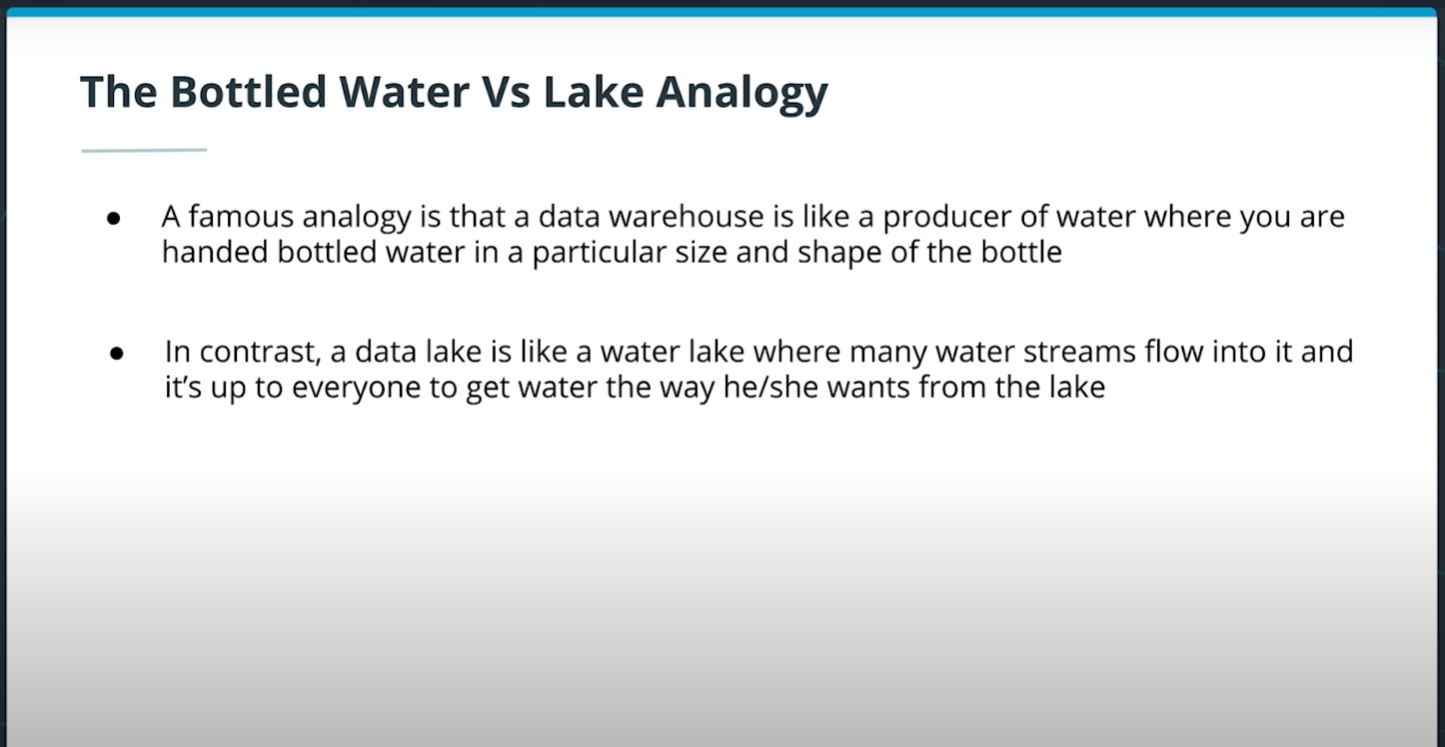 The Bottled Water Vs Lake Analogy
● A famous analogy is that a data warehouse is like a producer of water where you are
handed bottled water in a particular size and shape of the bottle
● In contrast, a data lake is like a water lake where many water streams flow into it and
it’s up to everyone to get water the way he/she wants from the lake